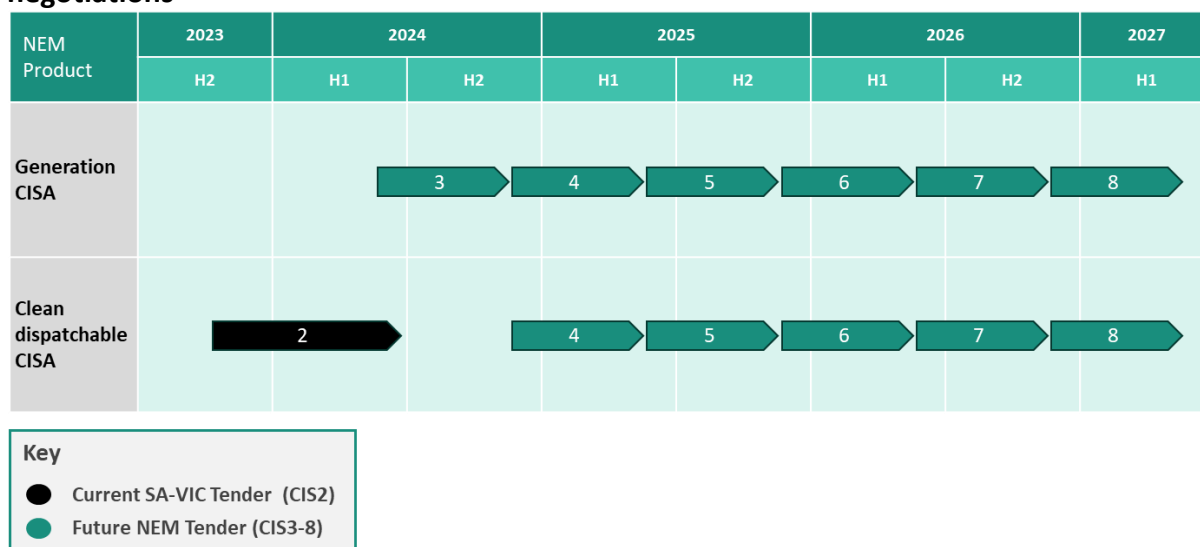 negotiations
NEM
Product
2023 2024 2025 2026 2027
H2 H1 H2 H1 H2 H1 H2 H1
Generation
CISA
3 4 5 6 7 8
Clean
dispatchable
CISA
2 4 5 6 7 8
Key
Current SA-VIC Tender (CIS2)
Future NEM Tender (CIS3-8)